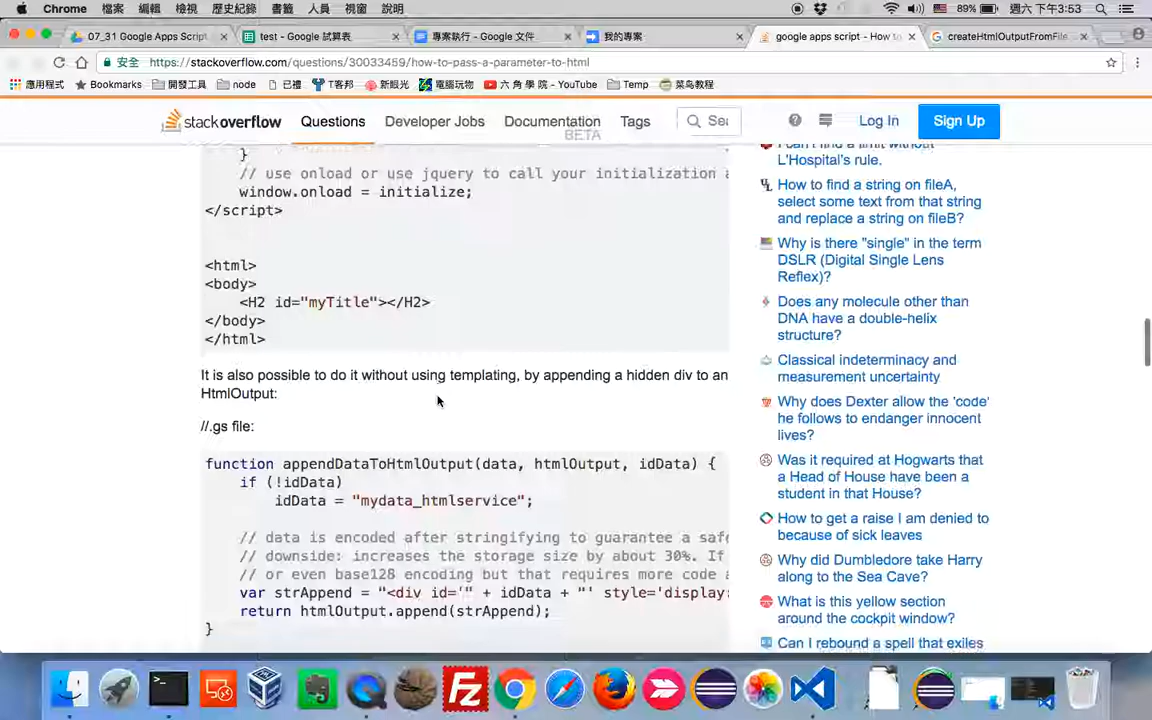 Chrome 檔案 編輯 檢視 歷史紀錄 書籤 人員 視窗 說明 89% 週六 下午3:53
07_31 Google Apps Script test - Google 試算表 專案執行 - Google 文件 我的專案 google apps script - How to createHtmlOutputFromFile
安全 https://stackoverflow.com/questions/30033459/how-to-pass-a-parameter-to-html
應用程式 Bookmarks 開發工具 node 已禮 T客邦 新眼光 電腦玩物 六角學院 - YouTube Temp 菜鸟教程
stackoverflow Questions Developer Jobs Documentation BETA Tags Sea Log In Sign Up
}
// use onload or use jquery to call your initialization a
window.onload = initialize;
</script>
<html>
<body>
<H2 id="myTitle"></H2>
</body>
</html>
It is also possible to do it without using templating, by appending a hidden div to an
HtmlOutput:
//.gs file:
function appendDataToHtmlOutput(data, htmlOutput, idData) {
if (!idData)
idData = "mydata_htmlservice";
// data is encoded after stringifying to guarantee a safe
// downside: increases the storage size by about 30%. If
// or even base128 encoding but that requires more code a
var strAppend = "<div id='" + idData + "' style='display:
return htmlOutput.append(strAppend);
}
I can't find a limit without
L'Hospital's rule.
How to find a string on fileA,
select some text from that string
and replace a string on fileB?
Why is there "single" in the term
DSLR (Digital Single Lens
Reflex)?
Does any molecule other than
DNA have a double-helix
structure?
Classical indeterminacy and
measurement uncertainty
Why does Dexter allow the 'code'
he follows to endanger innocent
lives?
Was it required at Hogwarts that
a Head of House have been a
student in that House?
How to get a raise I am denied to
because of sick leaves
Why did Dumbledore take Harry
along to the Sea Cave?
What is this yellow section
around the cockpit window?
Can I rebound a spell that exiles